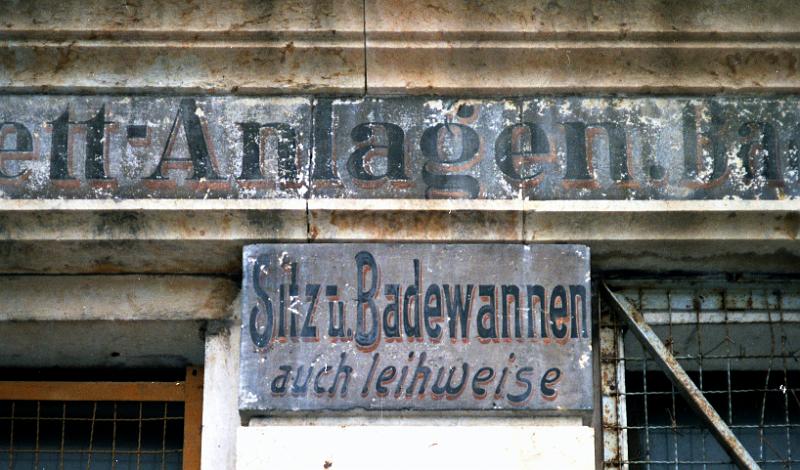 ett-Anlagen. Ba
Sitz u. Badewannen
auch leihweise